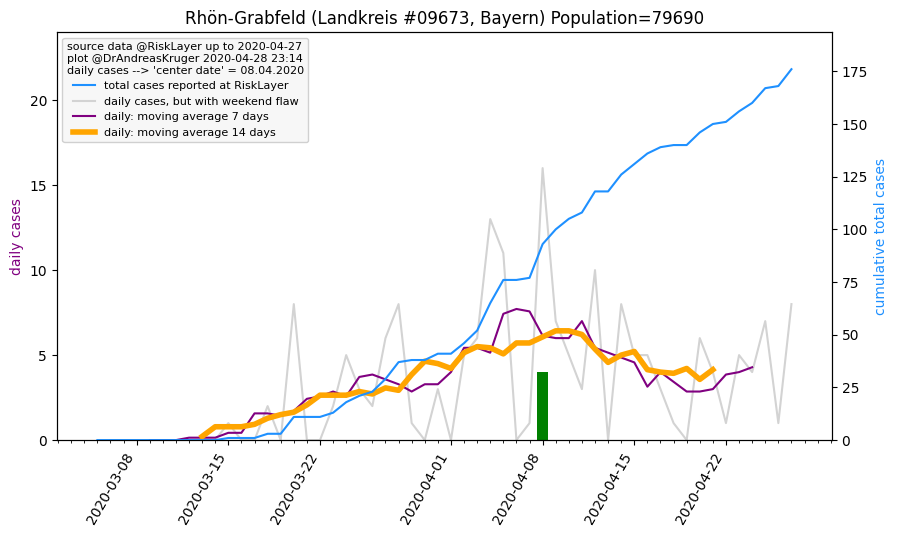 Rhön-Grabfeld (Landkreis #09673, Bayern) Population=79690
source data @RiskLayer up to 2020-04-27
plot @DrAndreasKruger 2020-04-28 23:14
daily cases --> 'center date' = 08.04.2020
total cases reported at RiskLayer
daily cases, but with weekend flaw
daily: moving average 7 days
daily: moving average 14 days
daily cases
20
15
10
5
0
cumulative total cases
175
150
125
100
75
50
25
0
2020-03-08
2020-03-15
2020-03-22
2020-04-01
2020-04-08
2020-04-15
2020-04-22